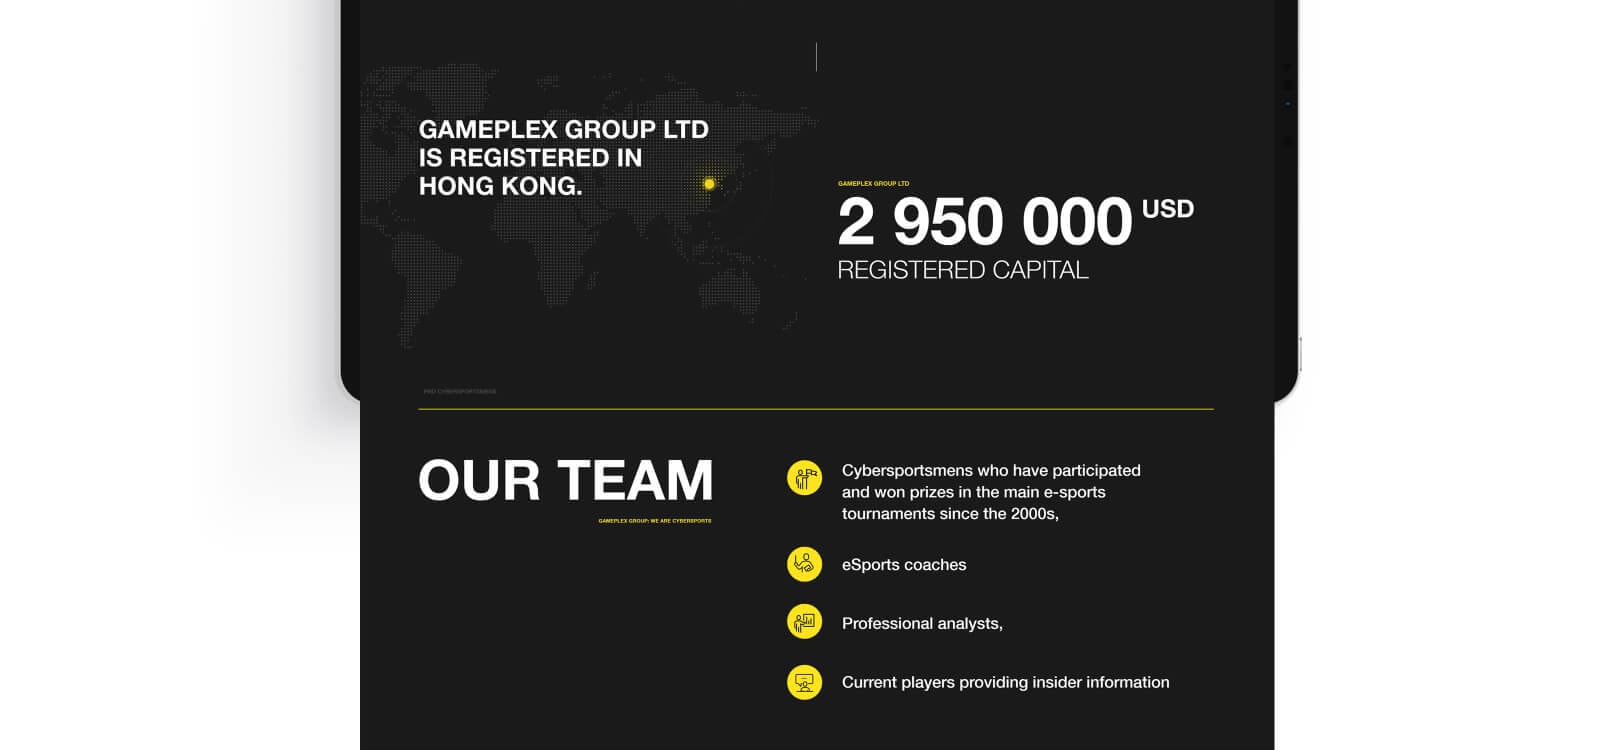 GAMEPLEX GROUP LTD
IS REGISTERED IN
HONG KONG.
GAMEPLEX GROUP LTD
2 950 000 USD
REGISTERED CAPITAL
PRO CYBERSPORTSMENS
OUR TEAM
GAMEPLEX GROUP: WE ARE CYBERSPORTS
Cybersportsmens who have participated
and won prizes in the main e-sports
tournaments since the 2000s,
eSports coaches
Professional analysts,
Current players providing insider information